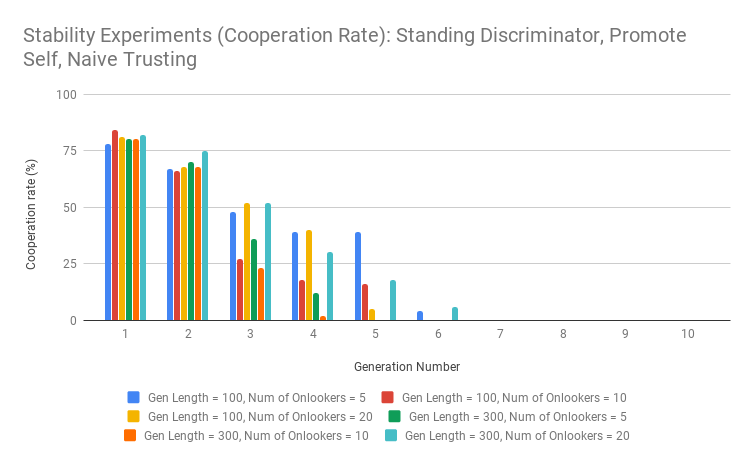 Stability Experiments (Cooperation Rate): Standing Discriminator, Promote
Self, Naive Trusting
100
75
50
25
0
Cooperation rate (%)
1 2 3 4 5 6 7 8 9 10
Generation Number
Gen Length = 100, Num of Onlookers = 5 Gen Length = 100, Num of Onlookers = 10
Gen Length = 100, Num of Onlookers = 20 Gen Length = 300, Num of Onlookers = 5
Gen Length = 300, Num of Onlookers = 10 Gen Length = 300, Num of Onlookers = 20